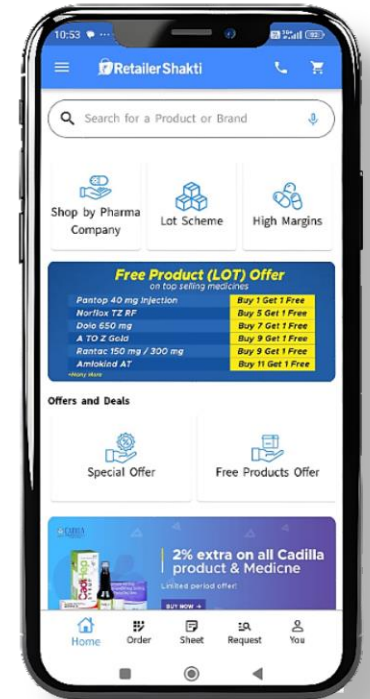 10:53
RetailerShakti
Search for a Product or Brand
Shop by Pharma
Company
Lot Scheme
High Margins
Free Product (LOT) Offer
on top selling medicines
Pantop 40 mg Injection Buy 1 Get 1 Free
Norflox TZ RF Buy 5 Get 1 Free
Dolo 650 mg Buy 7 Get 1 Free
A TO Z Gold Buy 9 Get 1 Free
Rantac 150 mg / 300 mg Buy 9 Get 1 Free
Amlokind AT Buy 11 Get 1 Free
+Many More
Offers and Deals
Special Offer
Free Products Offer
CADILLA
2% extra on all Cadilla
product & Medicne
Limited period offer!
BUY NOW →
Home
Order
Sheet
Request
You